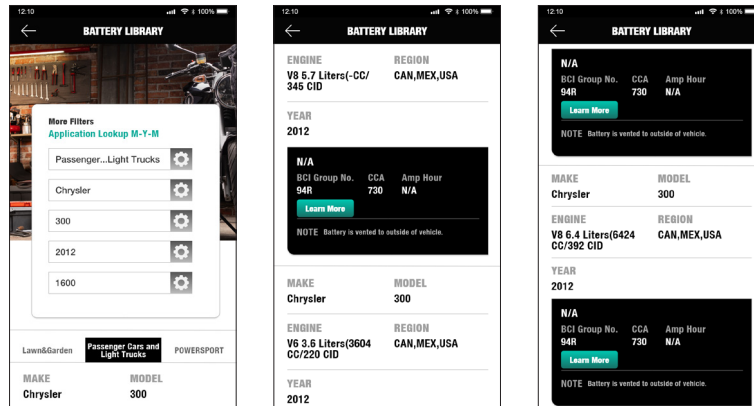 12:10
100%
BATTERY LIBRARY
More Filters
Application Lookup M-Y-M
Passenger...Light Trucks
Chrysler
300
2012
1600
Lawn&Garden
Passenger Cars and
Light Trucks
POWERSPORT
MAKE MODEL
Chrysler 300
12:10
100%
BATTERY LIBRARY
ENGINE REGION
V8 5.7 Liters(-CC/ CAN,MEX,USA
345 CID
YEAR
2012
N/A
BCI Group No. CCA Amp Hour
94R 730 N/A
Learn More
NOTE Battery is vented to outside of vehicle.
MAKE MODEL
Chrysler 300
ENGINE REGION
V6 3.6 Liters(3604 CAN,MEX,USA
CC/220 CID
YEAR
2012
12:10
100%
BATTERY LIBRARY
N/A
BCI Group No. CCA Amp Hour
94R 730 N/A
Learn More
NOTE Battery is vented to outside of vehicle.
MAKE MODEL
Chrysler 300
ENGINE REGION
V8 6.4 Liters(6424 CAN,MEX,USA
CC/392 CID
YEAR
2012
N/A
BCI Group No. CCA Amp Hour
94R 730 N/A
Learn More
NOTE Battery is vented to outside of vehicle.